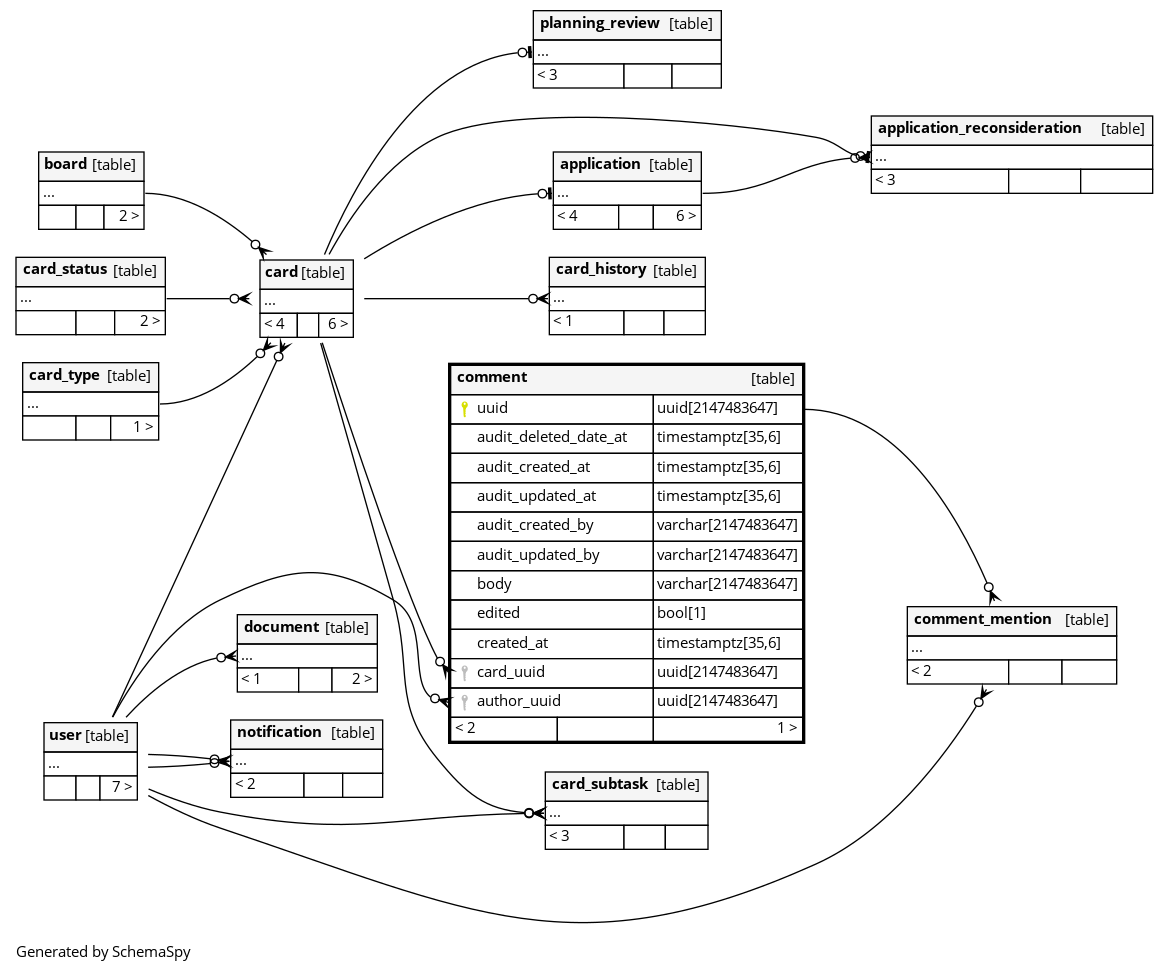 planning_review [table]
...
< 3
application_reconsideration [table]
...
< 3
board [table]
...
2 >
application [table]
...
< 4 6 >
card_status [table]
...
2 >
card [table]
...
< 4 6 >
card_history [table]
...
< 1
card_type [table]
...
1 >
comment [table]
uuid uuid[2147483647]
audit_deleted_date_at timestamptz[35,6]
audit_created_at timestamptz[35,6]
audit_updated_at timestamptz[35,6]
audit_created_by varchar[2147483647]
audit_updated_by varchar[2147483647]
body varchar[2147483647]
edited bool[1]
created_at timestamptz[35,6]
card_uuid uuid[2147483647]
author_uuid uuid[2147483647]
< 2 1 >
comment_mention [table]
...
< 2
document [table]
...
< 1 2 >
user [table]
...
7 >
notification [table]
...
< 2
card_subtask [table]
...
< 3
Generated by SchemaSpy